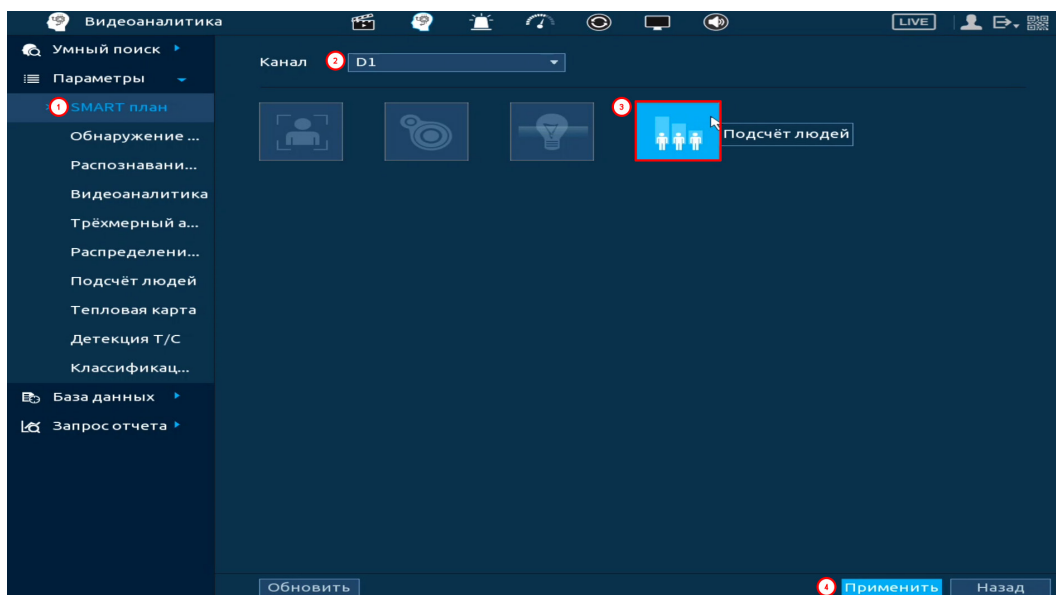 Видеоаналитика
LIVE
Умный поиск
Параметры
1 SMART план
Обнаружение ...
Распознавани...
Видеоаналитика
Трёхмерный а...
Распределени...
Подсчёт людей
Тепловая карта
Детекция Т/С
Классификац...
База данных
Запрос отчета
Канал 2 D1
3
Подсчёт людей
Обновить
4 Применить
Назад